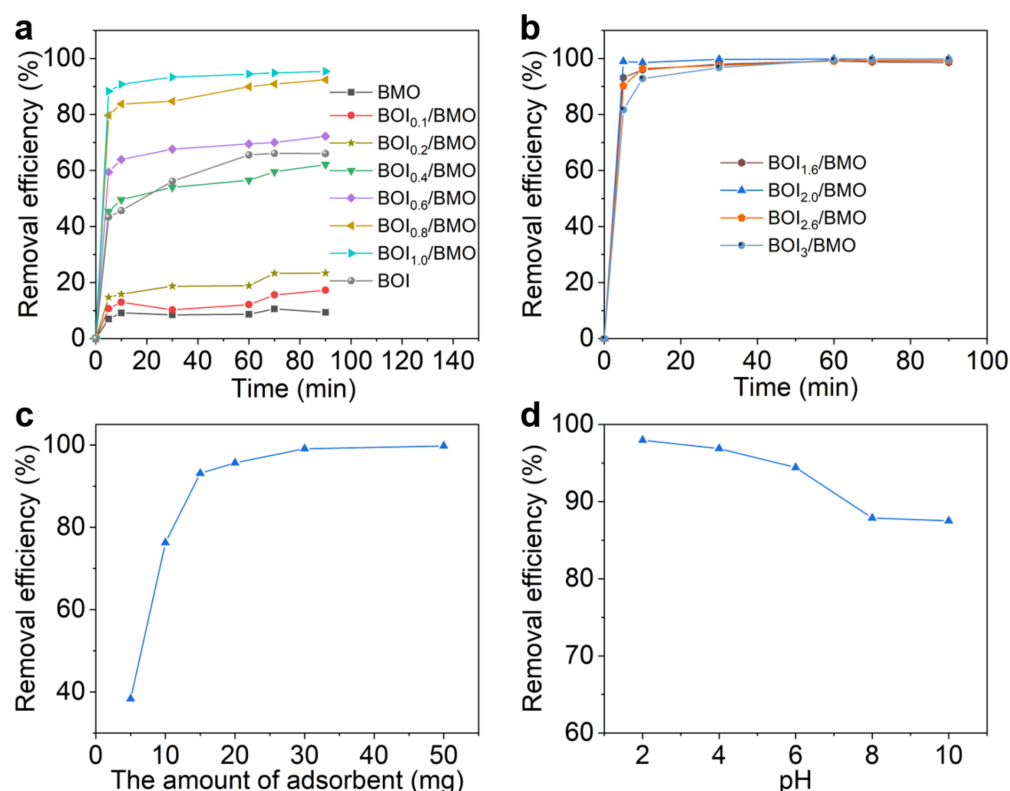 a
Removal efficiency (%)
100
80
60
40
20
0
0 20 40 60 80 100 120 140
Time (min)
BMO
BOI0.1/BMO
BOI0.2/BMO
BOI0.4/BMO
BOI0.6/BMO
BOI0.8/BMO
BOI1.0/BMO
BOI
b
Removal efficiency (%)
100
80
60
40
20
0
0 20 40 60 80 100
Time (min)
BOI1.6/BMO
BOI2.0/BMO
BOI2.6/BMO
BOI3/BMO
c
Removal efficiency (%)
100
80
60
40
0 10 20 30 40 50
The amount of adsorbent (mg)
d
Removal efficiency (%)
100
90
80
70
60
2 4 6 8 10
pH